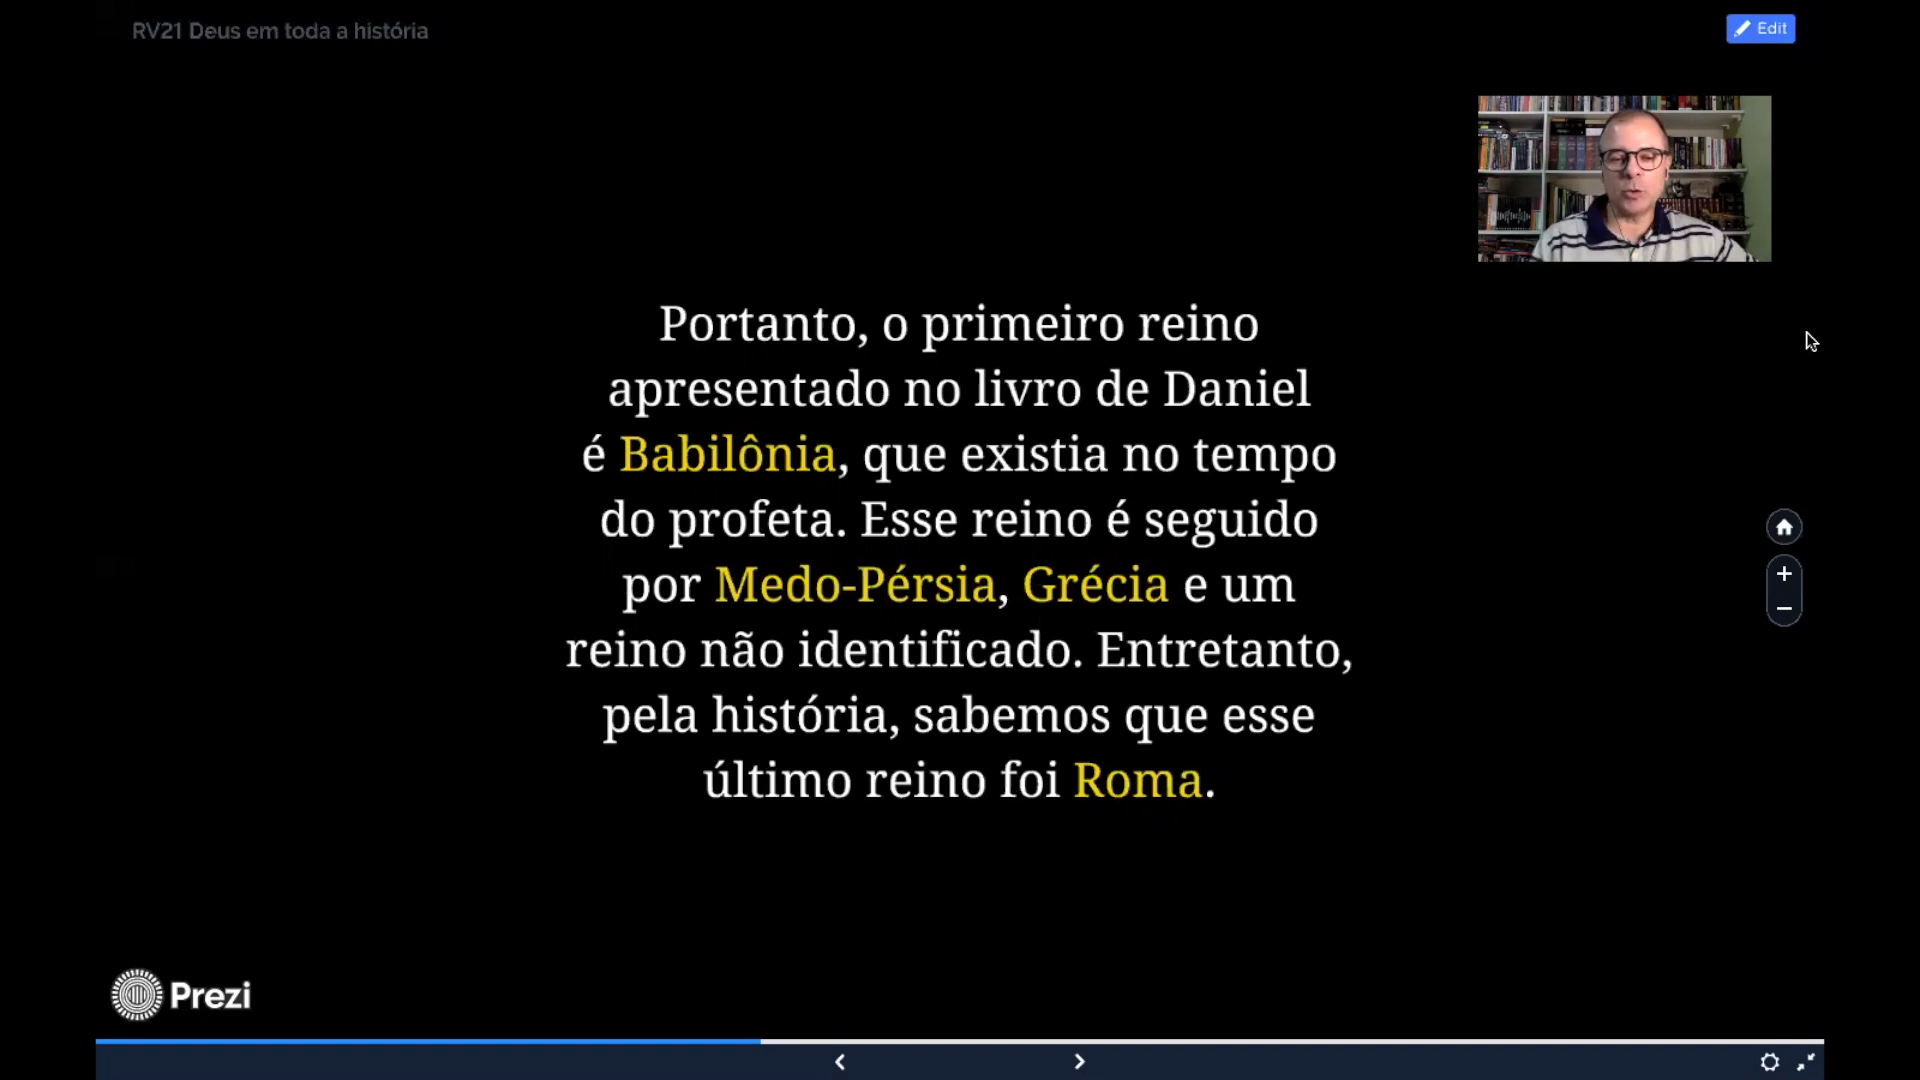 RV21 Deus em toda a história
Edit
Portanto, o primeiro reino
apresentado no livro de Daniel
é Babilônia, que existia no tempo
do profeta. Esse reino é seguido
por Medo-Pérsia, Grécia e um
reino não identificado. Entretanto,
pela história, sabemos que esse
último reino foi Roma.
Prezi